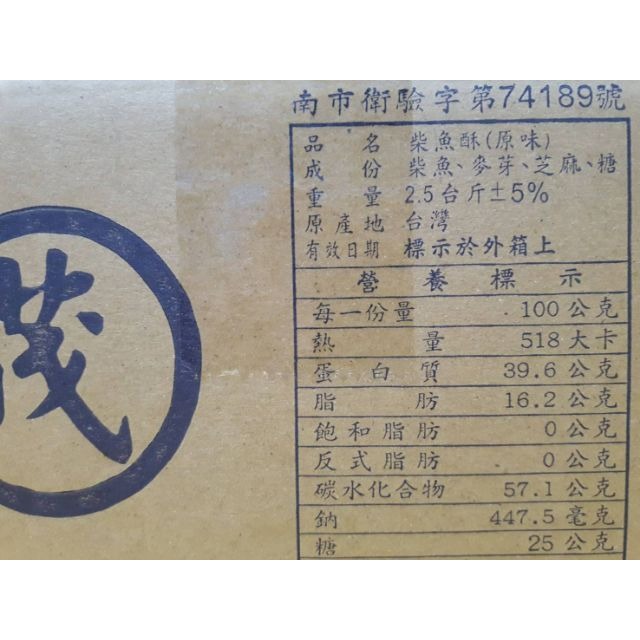 南市衛驗字第74189號
品名 柴魚酥(原味)
成份 柴魚、麥芽、芝麻、糖
重量 2.5台斤±5%
原產地 台灣
有效日期 標示於外箱上
營養標示
每一份量 100公克
熱量 518大卡
蛋白質 39.6公克
脂肪 16.2公克
飽和脂肪 0公克
反式脂肪 0公克
碳水化合物 57.1公克
鈉 447.5毫克
糖 25公克
茂